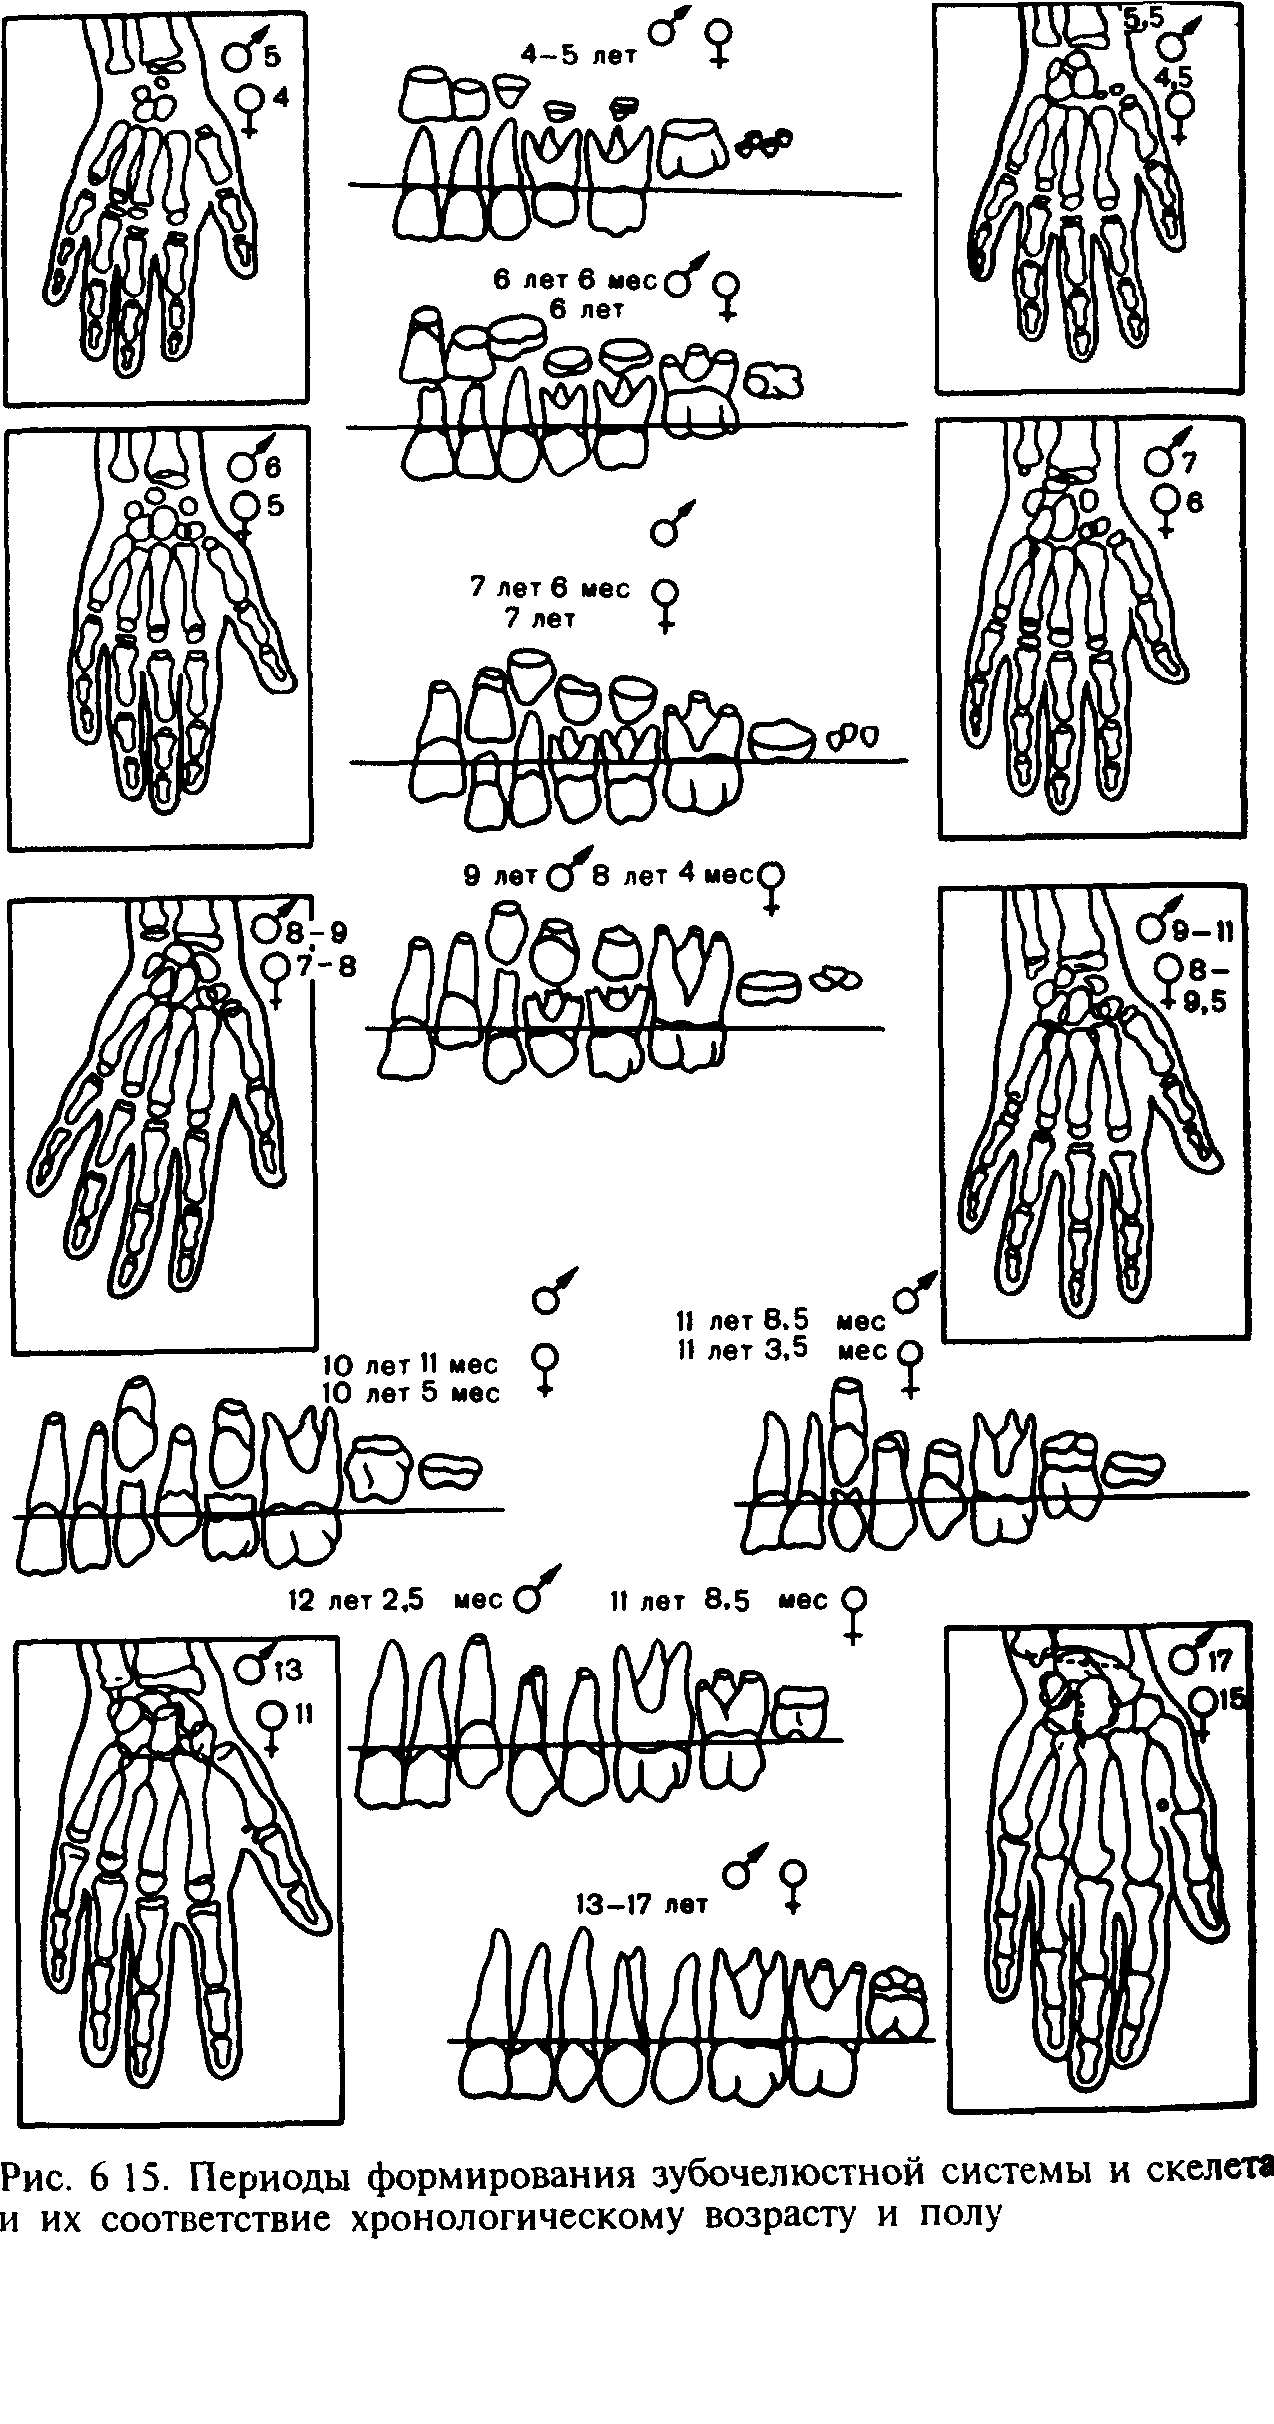 ♂ 5
♀ 4
4–5 лет ♂ ♀
5,5 ♂
4,5 ♀
6 лет 6 мес ♂ ♀
6 лет
♂ 6
♀ 5
♂ 7
♀ 6
♂
7 лет 6 мес ♀
7 лет
9 лет ♂ 8 лет 4 мес ♀
♂ 8–9
♀ 7–8
♂ 9–11
♀ 8–
9,5
♂
10 лет 11 мес ♀
10 лет 5 мес
11 лет 8.5 мес ♂
11 лет 3,5 мес ♀
12 лет 2,5 мес ♂ 11 лет 8.5 мес ♀
♂ 13
♀ 11
♂ 17
♀ 15
13–17 лет ♂ ♀
Рис. 6 15. Периоды формирования зубочелюстной системы и скелета
и их соответствие хронологическому возрасту и полу